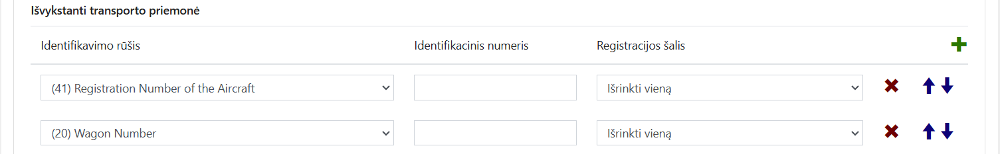 Išvykstanti transporto priemonė
Identifikavimo rūšis Identifikacinis numeris Registracijos šalis
(41) Registration Number of the Aircraft Išrinkti vieną
(20) Wagon Number Išrinkti vieną